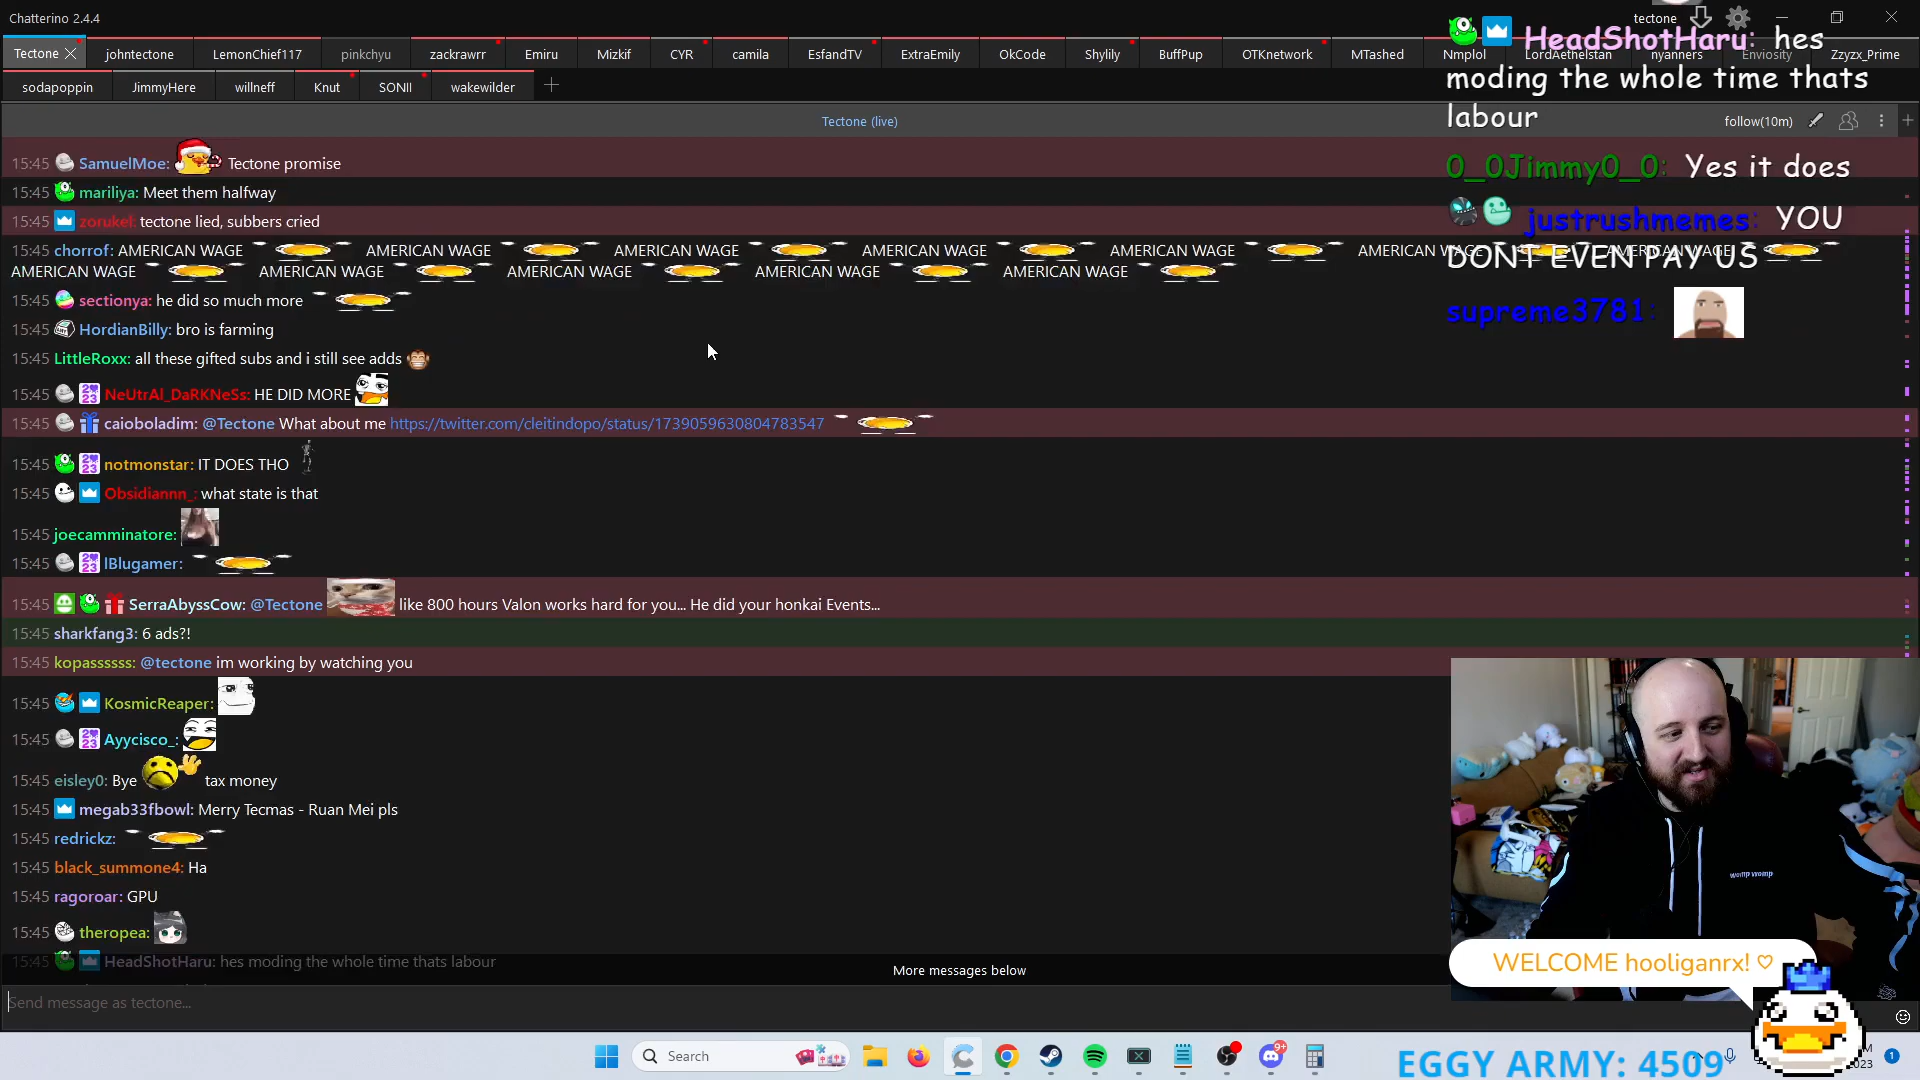 Chatterino 2.4.4
tectone
Tectone johntectone LemonChief117 pinkchyu zackrawrr Emiru Mizkif CYR camila EsfandTV ExtraEmily OkCode Shylily BuffPup OTKnetwork MTashed Nmplol LordAethelstan nyanners Enviosity Zzyzx_Prime
sodapoppin JimmyHere willneff Knut SONII wakewilder
Tectone (live)
follow(10m)
15:45 SamuelMoe: Tectone promise
15:45 mariliya: Meet them halfway
15:45 zorukel: tectone lied, subbers cried
15:45 chorrof: AMERICAN WAGE AMERICAN WAGE AMERICAN WAGE AMERICAN WAGE AMERICAN WAGE AMERICAN WAGE AMERICAN WAGE
AMERICAN WAGE AMERICAN WAGE AMERICAN WAGE AMERICAN WAGE AMERICAN WAGE
15:45 sectionya: he did so much more
15:45 HordianBilly: bro is farming
15:45 LittleRoxx: all these gifted subs and i still see adds
15:45 NeUtrAl_DaRKNeSs: HE DID MORE
15:45 caioboladim: @Tectone What about me https://twitter.com/cleitindopo/status/1739059630804783547
15:45 notmonstar: IT DOES THO
15:45 Obsidiannn_: what state is that
15:45 joecamminatore:
15:45 lBlugamer:
15:45 SerraAbyssCow: @Tectone like 800 hours Valon works hard for you... He did your honkai Events...
15:45 sharkfang3: 6 ads?!
15:45 kopassssss: @tectone im working by watching you
15:45 KosmicReaper:
15:45 Ayycisco_:
15:45 eisley0: Bye tax money
15:45 megab33fbowl: Merry Tecmas - Ruan Mei pls
15:45 redrickz:
15:45 black_summone4: Ha
15:45 ragoroar: GPU
15:45 theropea:
15:45 HeadShotHaru: hes moding the whole time thats labour
More messages below
Send message as tectone...
HeadShotHaru: hes
moding the whole time thats
labour
0_0Jimmy0_0: Yes it does
justrushmemes: YOU
DONT EVEN PAY US
supreme3781:
womp womp
WELCOME hooliganrx! ♡
Search
9+
EGGY ARMY: 4509
2023
1